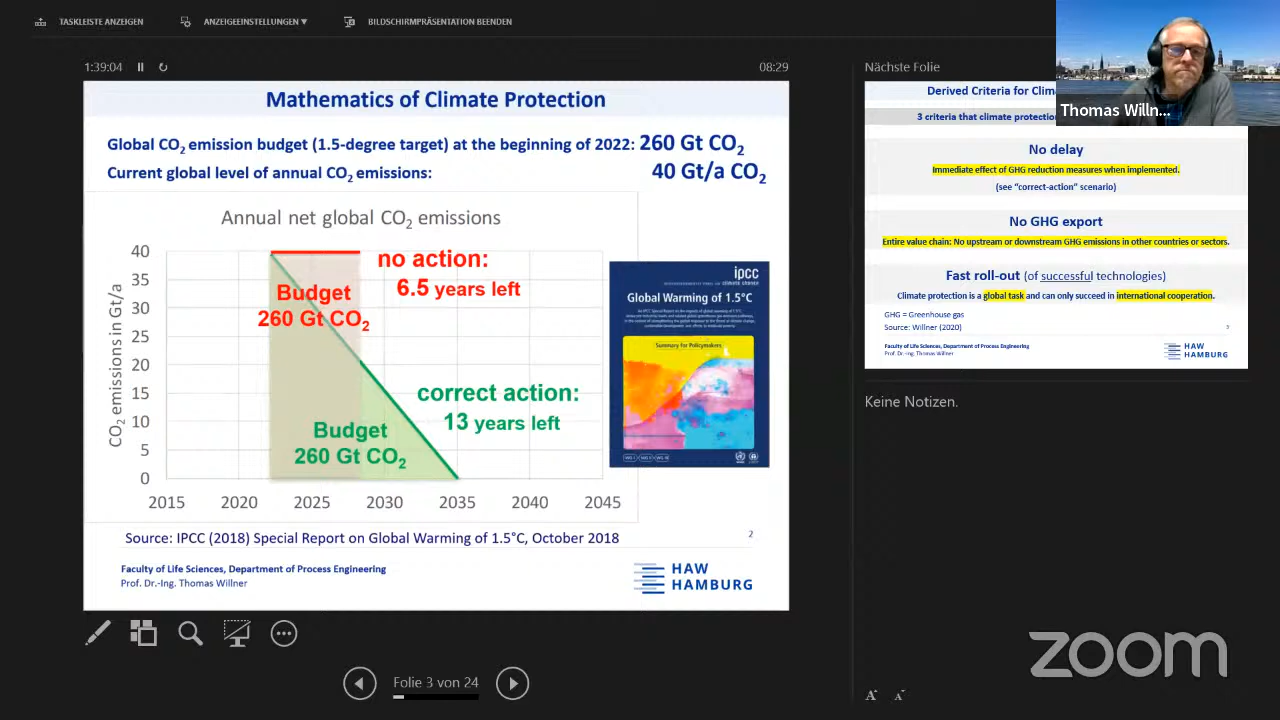 TASKLEISTE ANZEIGEN
ANZEIGEEINSTELLUNGEN ▼
BILDSCHIRMPRÄSENTATION BEENDEN
1:39:04
08:29
Mathematics of Climate Protection
Global CO2 emission budget (1.5-degree target) at the beginning of 2022: 260 Gt CO2
Current global level of annual CO2 emissions: 40 Gt/a CO2
Annual net global CO2 emissions
CO2 emissions in Gt/a
40
35
30
25
20
15
10
5
0
2015 2020 2025 2030 2035 2040 2045
no action:
6.5 years left
Budget
260 Gt CO2
correct action:
13 years left
Budget
260 Gt CO2
ipcc
Global Warming of 1.5°C
Summary for Policymakers
Source: IPCC (2018) Special Report on Global Warming of 1.5°C, October 2018
2
Faculty of Life Sciences, Department of Process Engineering
Prof. Dr.-Ing. Thomas Willner
HAW
HAMBURG
Folie 3 von 24
Nächste Folie
Derived Criteria for Clim
3 criteria that climate protection
No delay
Immediate effect of GHG reduction measures when implemented.
(see "correct-action" scenario)
No GHG export
Entire value chain: No upstream or downstream GHG emissions in other countries or sectors.
Fast roll-out (of successful technologies)
Climate protection is a global task and can only succeed in international cooperation.
GHG = Greenhouse gas
Source: Willner (2020)
Faculty of Life Sciences, Department of Process Engineering
Prof. Dr.-Ing. Thomas Willner
HAW
HAMBURG
Keine Notizen.
Thomas Willn...
zoom